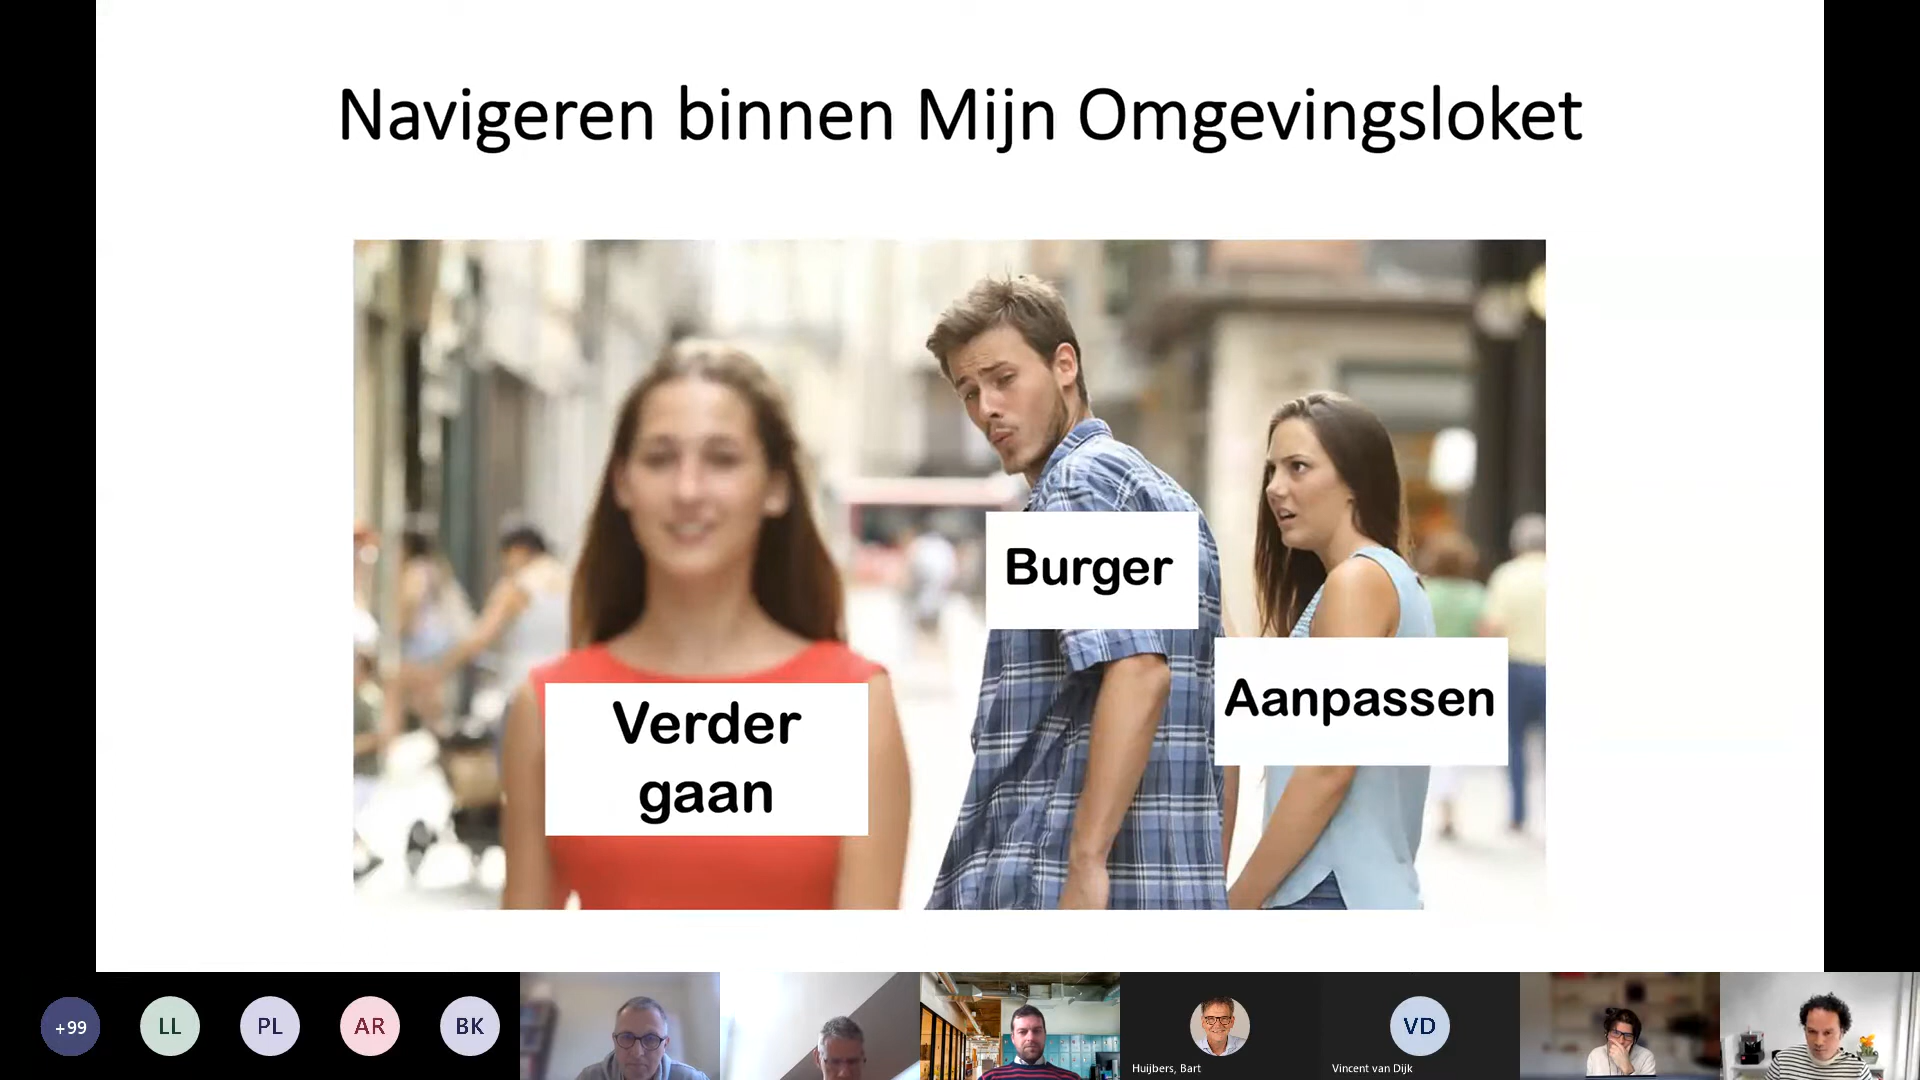 Navigeren binnen Mijn Omgevingsloket
Burger
Aanpassen
Verder
gaan
+99
LL
PL
AR
BK
VD
Huijbers, Bart
Vincent van Dijk